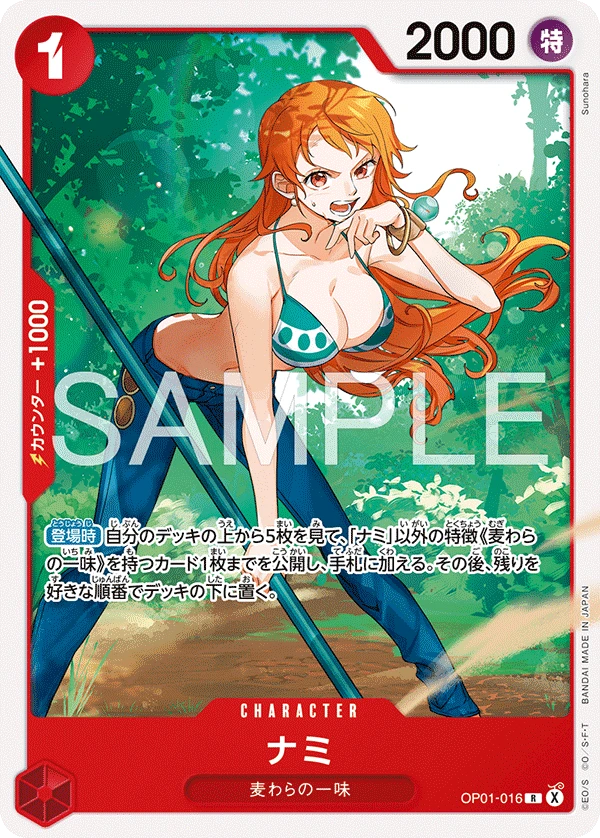 1
2000 特
Sunohara
カウンター +1000
SAMPLE
登場時 自分のデッキの上から5枚を見て、「ナミ」以外の特徴《麦わら
の一味》を持つカード1枚までを公開し、手札に加える。その後、残りを
好きな順番でデッキの下に置く。
©E.O/S ©O/S・F・T BANDAI MADE IN JAPAN
CHARACTER
ナミ
麦わらの一味
OP01-016 R X